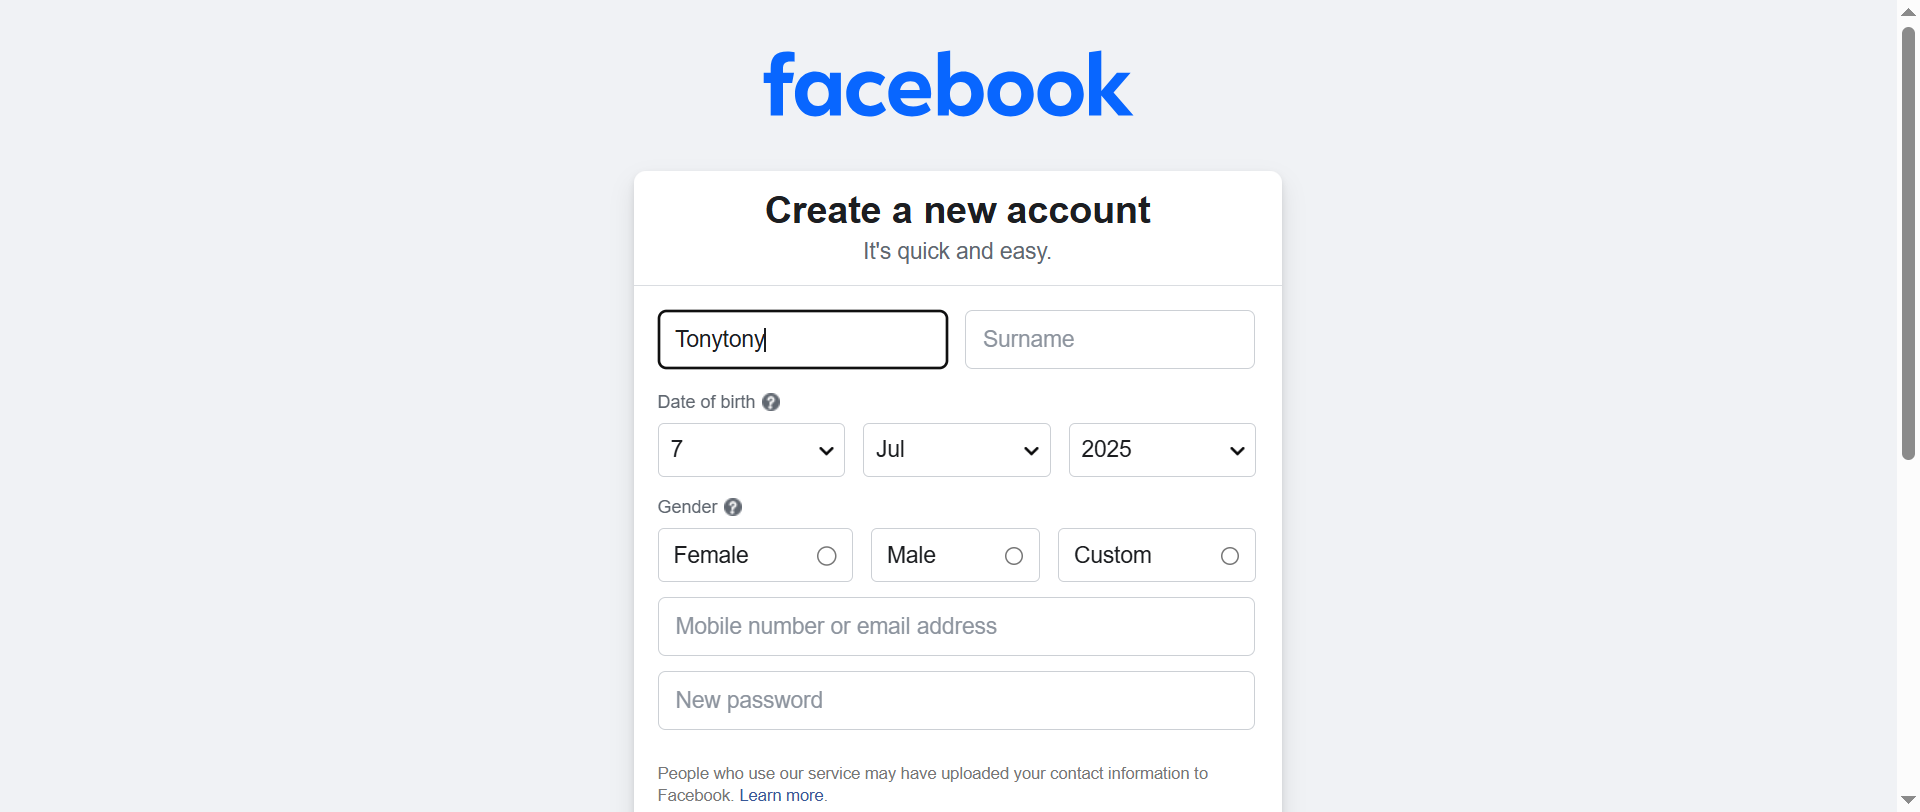 facebook
Create a new account
It's quick and easy.
Tonytony Surname
Date of birth ?
7 Jul 2025
Gender ?
Female Male Custom
Mobile number or email address
New password
People who use our service may have uploaded your contact information to
Facebook. Learn more.